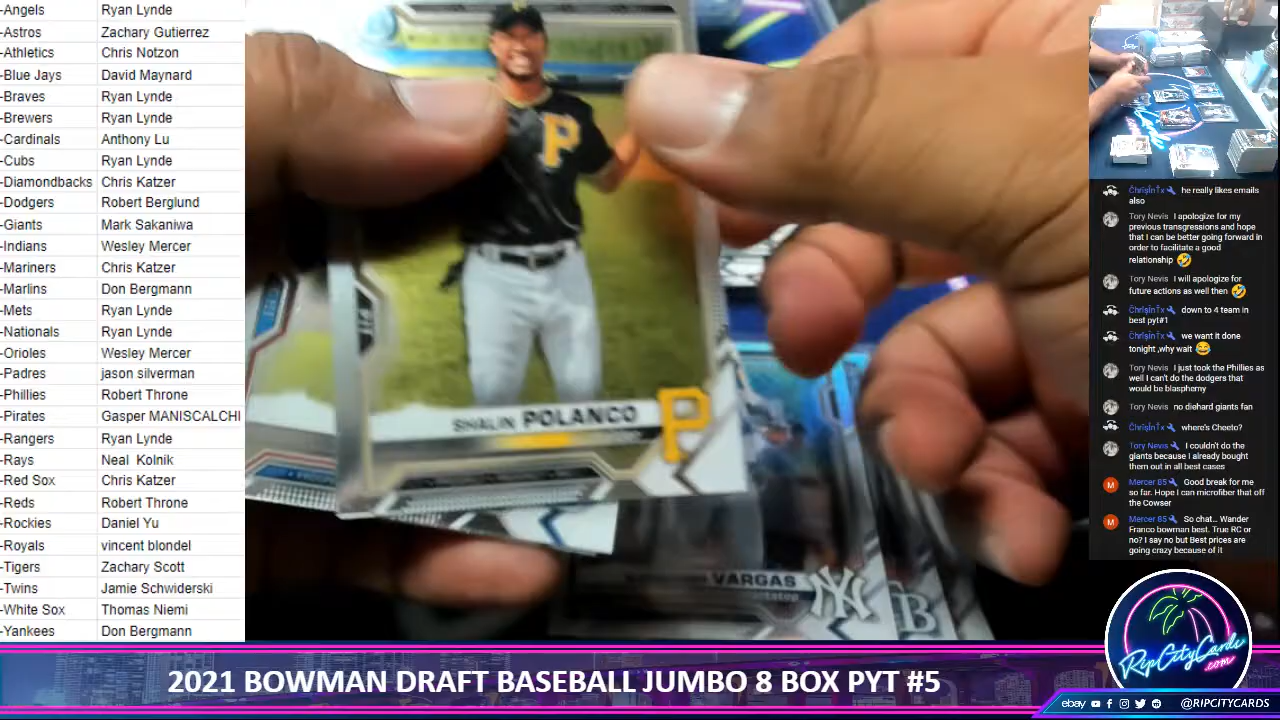 -Angels Ryan Lynde
-Astros Zachary Gutierrez
-Athletics Chris Notzon
-Blue Jays David Maynard
-Braves Ryan Lynde
-Brewers Ryan Lynde
-Cardinals Anthony Lu
-Cubs Ryan Lynde
-Diamondbacks Chris Katzer
-Dodgers Robert Berglund
-Giants Mark Sakaniwa
-Indians Wesley Mercer
-Mariners Chris Katzer
-Marlins Don Bergmann
-Mets Ryan Lynde
-Nationals Ryan Lynde
-Orioles Wesley Mercer
-Padres jason silverman
-Phillies Robert Throne
-Pirates Gasper MANISCALCHI
-Rangers Ryan Lynde
-Rays Neal Kolnik
-Red Sox Chris Katzer
-Reds Robert Throne
-Rockies Daniel Yu
-Royals vincent blondel
-Tigers Zachary Scott
-Twins Jamie Schwiderski
-White Sox Thomas Niemi
-Yankees Don Bergmann
P
SHALIN POLANCO
P
VARGAS
NY
TB
he really likes emails
also
Tory Nevis I apologize for my
previous transgressions and hope
that I can be better going forward in
order to facilitate a good
relationship 🤣
Tory Nevis I will apologize for
future actions as well then 🤣
down to 4 team in
best pyt#1
we want it done
tonight ,why wait 😂
Tory Nevis I just took the Phillies as
well I can't do the dodgers that
would be blasphemy
Tory Nevis no diehard giants fan
where's Cheeto?
Tory Nevis I couldn't do the
giants because I already bought
them out in all best cases
M Mercer 85 Good break for me
so far. Hope I can microfiber that off
the Cowser
M Mercer 85 So chat... Wander
Franco bowman best. True RC or
no? I say no but Best prices are
going crazy because of it
RipCityCards
.com
2021 BOWMAN DRAFT BASEBALL JUMBO 8 BOX PYT #5
ebay @RIPCITYCARDS